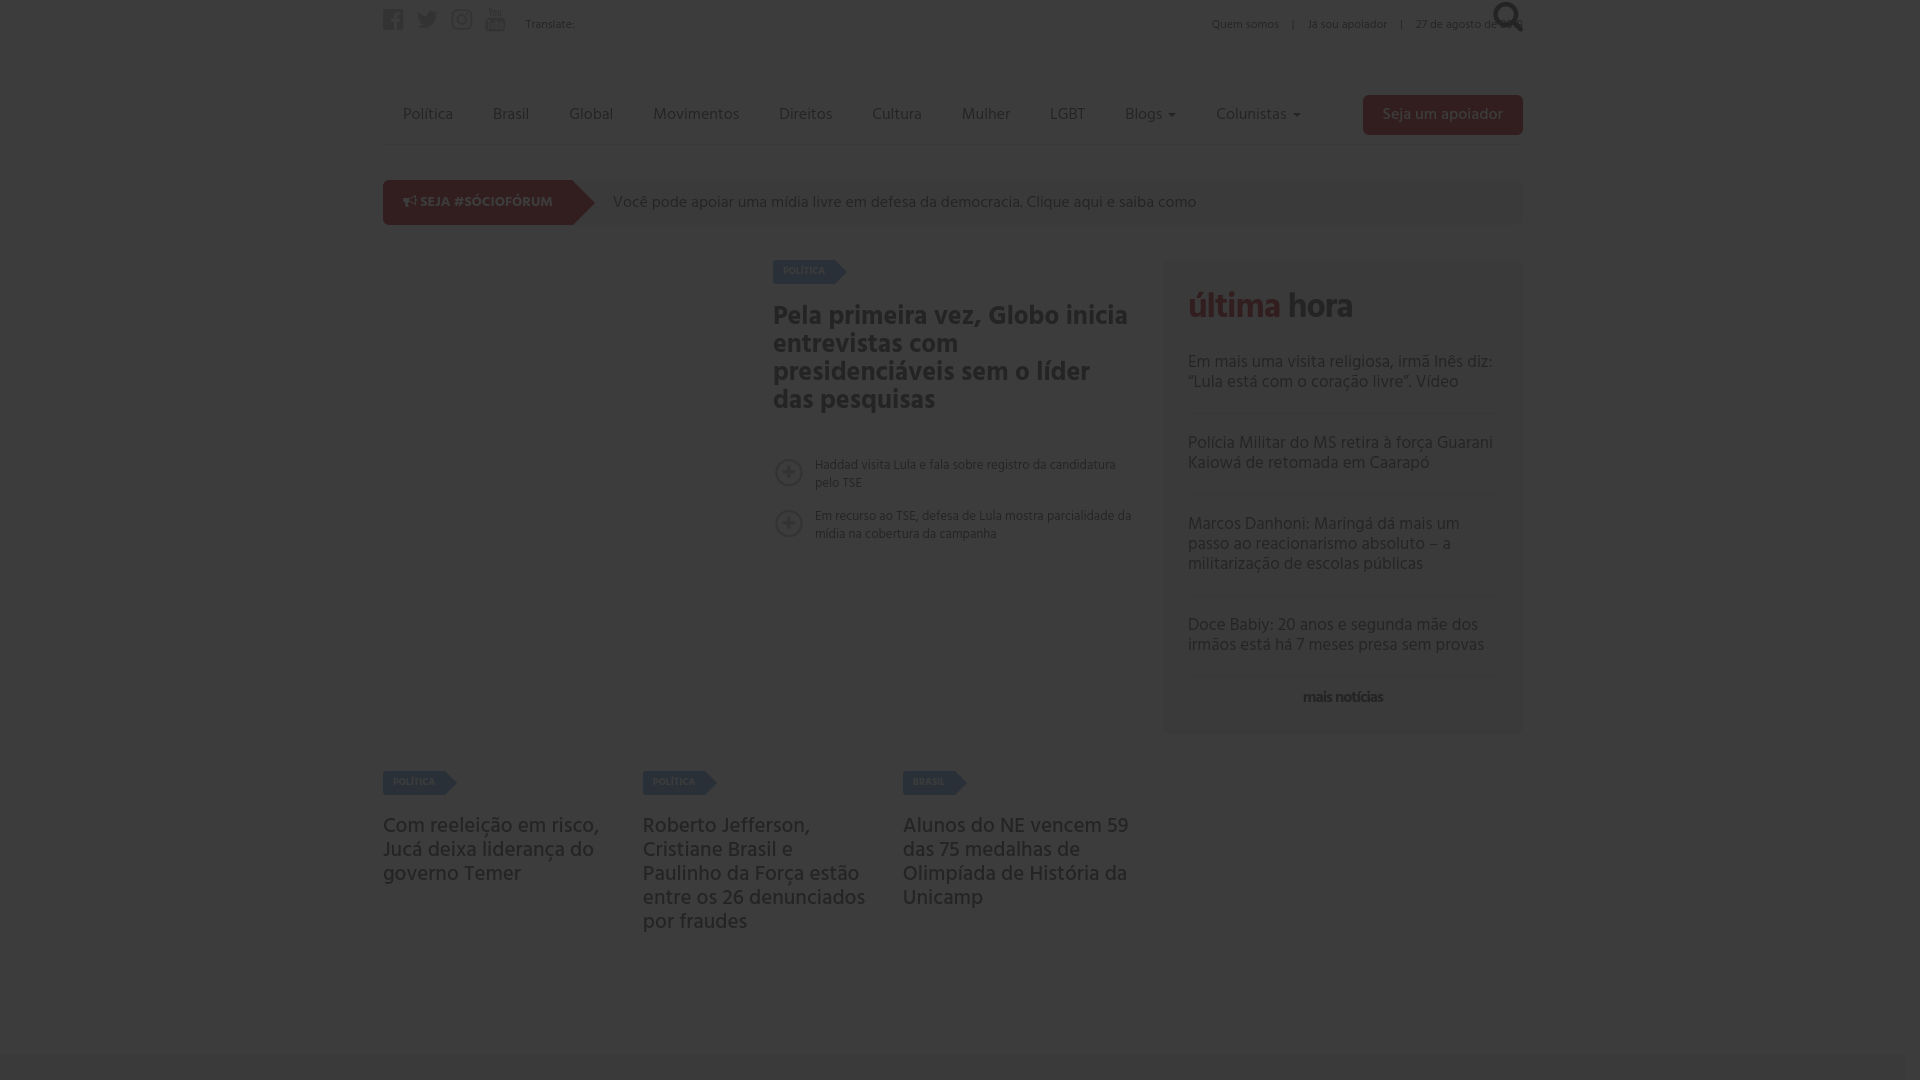 Translate:
Quem somos | Já sou apoiador | 27 de agosto de
Política Brasil Global Movimentos Direitos Cultura Mulher LGBT Blogs Colunistas Seja um apoiador
SEJA #SÓCIOFÓRUM
Você pode apoiar uma mídia livre em defesa da democracia. Clique aqui e saiba como
POLÍTICA
Pela primeira vez, Globo inicia
entrevistas com
presidenciáveis sem o líder
das pesquisas
Haddad visita Lula e fala sobre registro da candidatura
pelo TSE
Em recurso ao TSE, defesa de Lula mostra parcialidade da
mídia na cobertura da campanha
última hora
Em mais uma visita religiosa, irmã Inês diz:
“Lula está com o coração livre”. Vídeo
Polícia Militar do MS retira à força Guarani
Kaiowá de retomada em Caarapó
Marcos Danhoni: Maringá dá mais um
passo ao reacionarismo absoluto – a
militarização de escolas públicas
Doce Babiy: 20 anos e segunda mãe dos
irmãos está há 7 meses presa sem provas
mais notícias
POLÍTICA
Com reeleição em risco,
Jucá deixa liderança do
governo Temer
POLÍTICA
Roberto Jefferson,
Cristiane Brasil e
Paulinho da Força estão
entre os 26 denunciados
por fraudes
BRASIL
Alunos do NE vencem 59
das 75 medalhas de
Olimpíada de História da
Unicamp